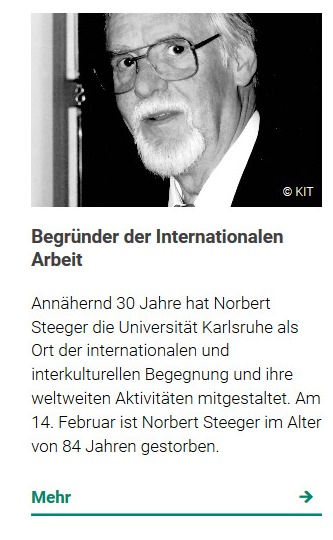 © KIT
Begründer der Internationalen
Arbeit
Annähernd 30 Jahre hat Norbert
Steeger die Universität Karlsruhe als
Ort der internationalen und
interkulturellen Begegnung und ihre
weltweiten Aktivitäten mitgestaltet. Am
14. Februar ist Norbert Steeger im Alter
von 84 Jahren gestorben.
Mehr →